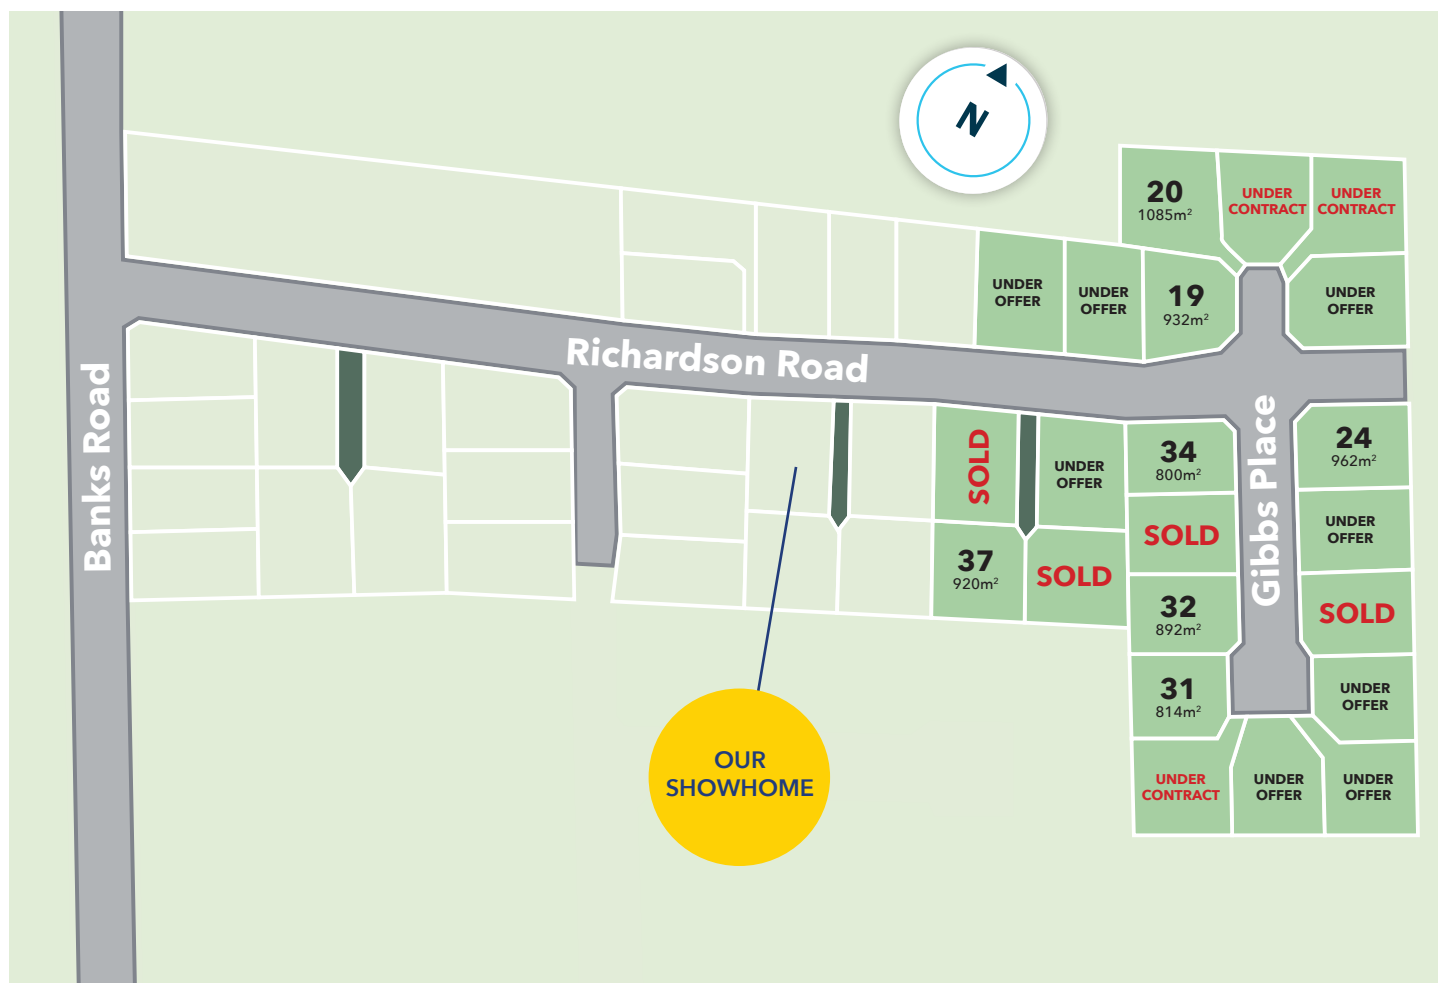 N
20
1085m²
UNDER
CONTRACT
UNDER
CONTRACT
UNDER
OFFER
UNDER
OFFER
19
932m²
UNDER
OFFER
Richardson Road
Banks Road
Gibbs Place
SOLD
UNDER
OFFER
34
800m²
24
962m²
SOLD
UNDER
OFFER
37
920m²
SOLD
32
892m²
SOLD
31
814m²
UNDER
OFFER
UNDER
CONTRACT
UNDER
OFFER
UNDER
OFFER
OUR
SHOWHOME